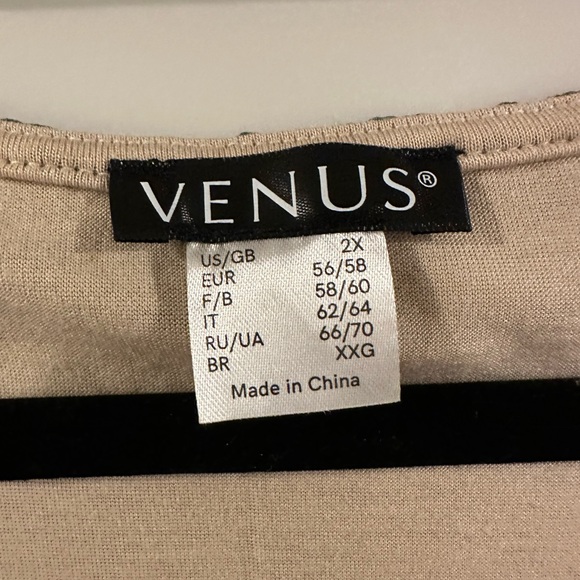 VENUS®
US/GB 2X
EUR 56/58
F/B 58/60
IT 62/64
RU/UA 66/70
BR XXG
Made in China